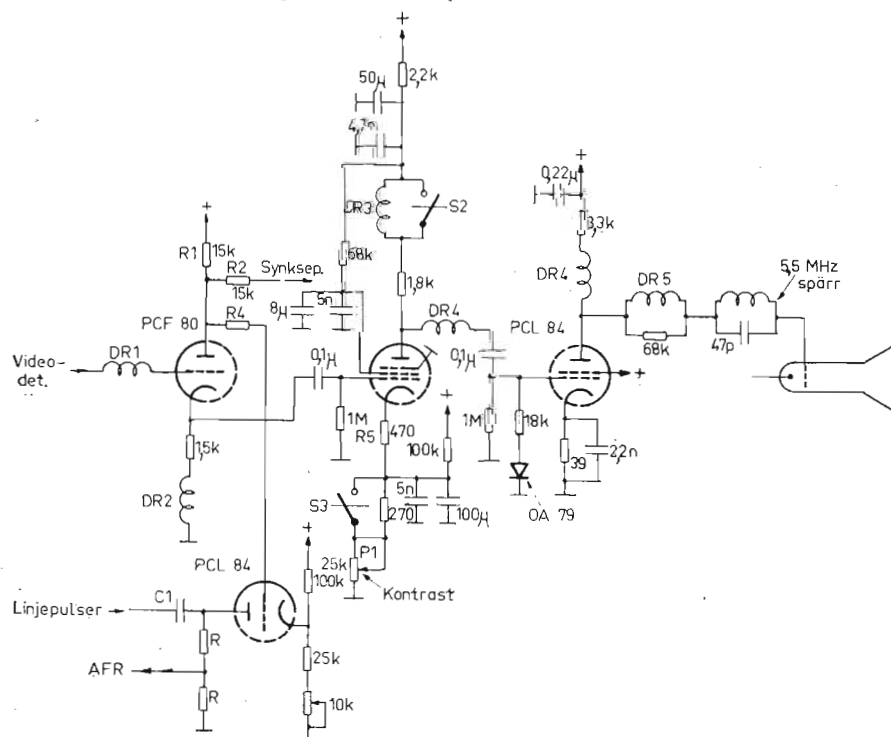 +
2,2k
50µ
4,7n
DR3
S2
68k
1,8k
8µ
5n
+
R1
15k
R2
Synksep.
15k
R4
PCF 80
Video-
det.
DR1
1,5k
DR2
0,1µ
1M
R5
470
DR4
0,1µ
+
100k
1M
18k
OA 79
S3
5n
270
100µ
P1
25k
Kontrast
+
0,22µ
3,3k
DR4
PCL 84
+
39
2,2n
DR5
68k
5,5 MHz
spärr
47p
PCL 84
Linjepulser
C1
R
AFR
R
+
100k
25k
10k